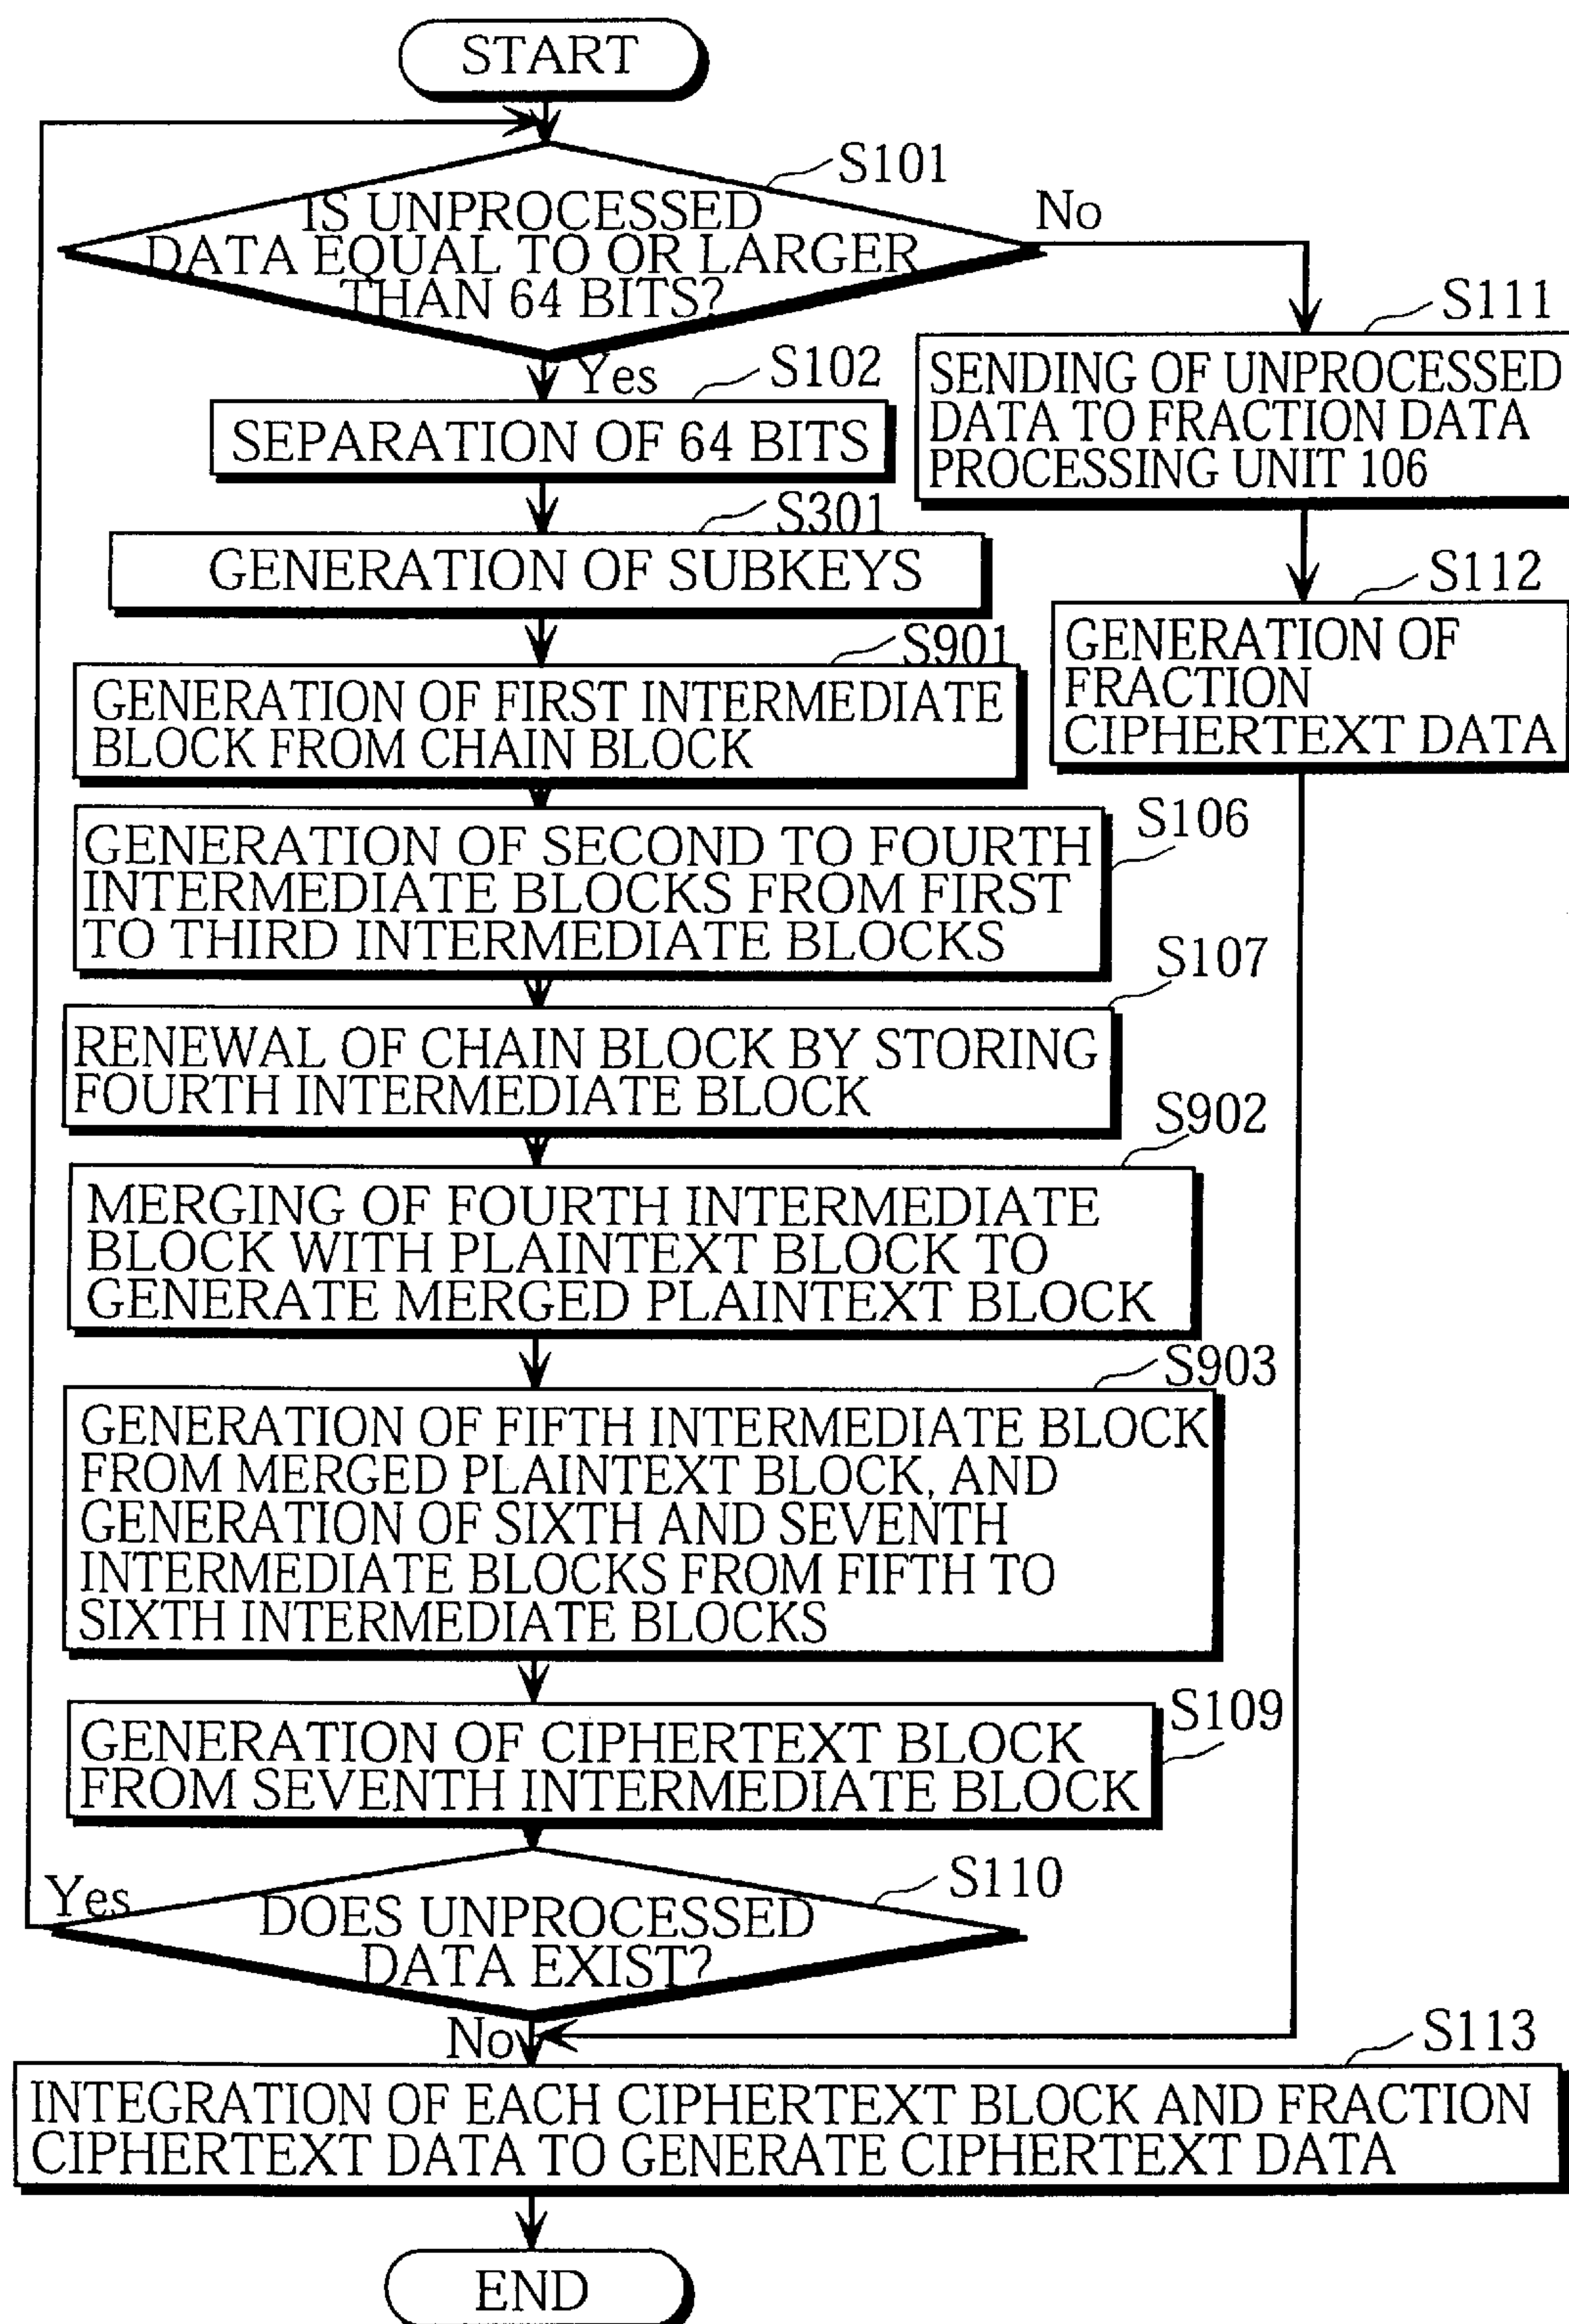 START
S101
IS UNPROCESSED
DATA EQUAL TO OR LARGER
THAN 64 BITS?
No
Yes
S102
SEPARATION OF 64 BITS
S301
GENERATION OF SUBKEYS
S901
GENERATION OF FIRST INTERMEDIATE
BLOCK FROM CHAIN BLOCK
S106
GENERATION OF SECOND TO FOURTH
INTERMEDIATE BLOCKS FROM FIRST
TO THIRD INTERMEDIATE BLOCKS
S107
RENEWAL OF CHAIN BLOCK BY STORING
FOURTH INTERMEDIATE BLOCK
S902
MERGING OF FOURTH INTERMEDIATE
BLOCK WITH PLAINTEXT BLOCK TO
GENERATE MERGED PLAINTEXT BLOCK
S903
GENERATION OF FIFTH INTERMEDIATE BLOCK
FROM MERGED PLAINTEXT BLOCK, AND
GENERATION OF SIXTH AND SEVENTH
INTERMEDIATE BLOCKS FROM FIFTH TO
SIXTH INTERMEDIATE BLOCKS
S109
GENERATION OF CIPHERTEXT BLOCK
FROM SEVENTH INTERMEDIATE BLOCK
S110
Yes
DOES UNPROCESSED
DATA EXIST?
No
S111
SENDING OF UNPROCESSED
DATA TO FRACTION DATA
PROCESSING UNIT 106
S112
GENERATION OF
FRACTION
CIPHERTEXT DATA
S113
INTEGRATION OF EACH CIPHERTEXT BLOCK AND FRACTION
CIPHERTEXT DATA TO GENERATE CIPHERTEXT DATA
END